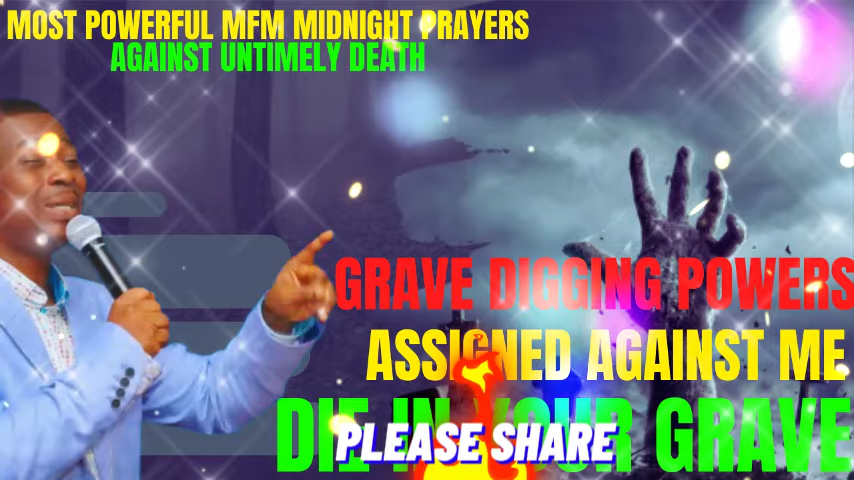 MOST POWERFUL MFM MIDNIGHT PRAYERS
AGAINST UNTIMELY DEATH
GRAVE DIGGING POWERS
ASSIGNED AGAINST ME
DIE IN YOUR GRAVE
PLEASE SHARE